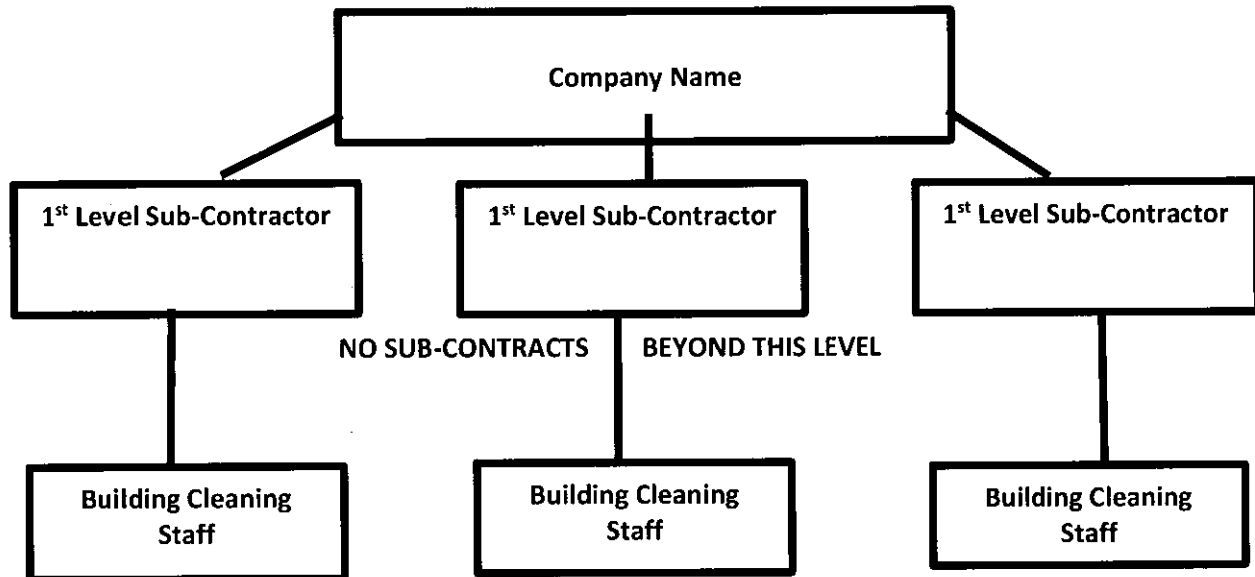 Company Name
1st Level Sub-Contractor
1st Level Sub-Contractor
1st Level Sub-Contractor
NO SUB-CONTRACTS BEYOND THIS LEVEL
Building Cleaning
Staff
Building Cleaning
Staff
Building Cleaning
Staff